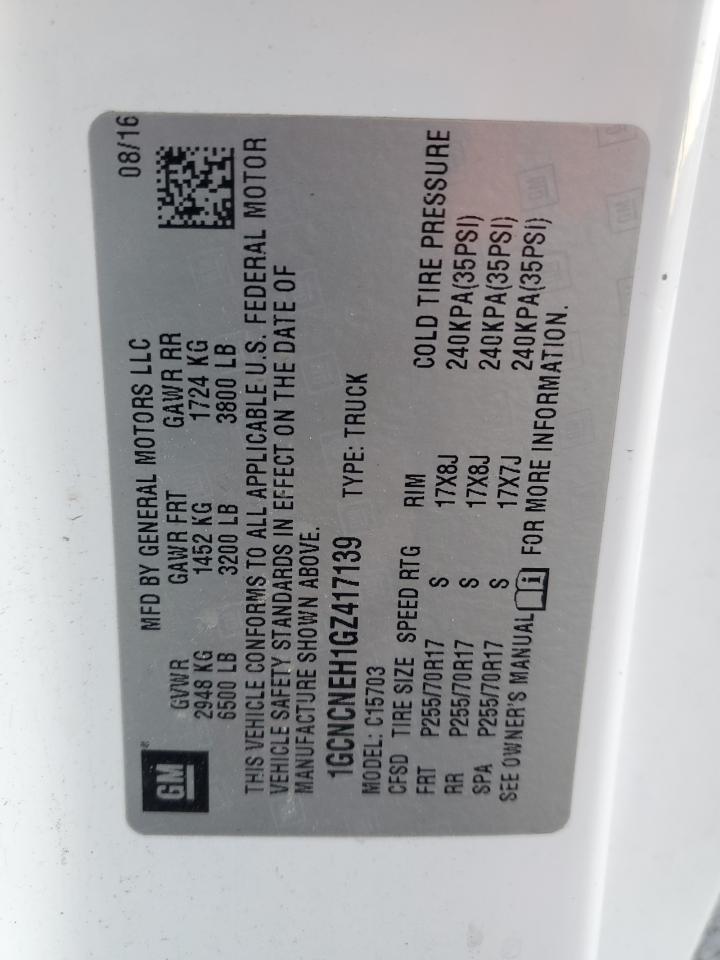 GM®
MFD BY GENERAL MOTORS LLC 08/16
GVWR GAWR FRT GAWR RR
2948 KG 1452 KG 1724 KG
6500 LB 3200 LB 3800 LB
THIS VEHICLE CONFORMS TO ALL APPLICABLE U.S. FEDERAL MOTOR
VEHICLE SAFETY STANDARDS IN EFFECT ON THE DATE OF
MANUFACTURE SHOWN ABOVE.
1GCNCNEH1GZ417139 TYPE: TRUCK
MODEL: C15703
CFSD TIRE SIZE SPEED RTG RIM COLD TIRE PRESSURE
FRT P255/70R17 S 17X8J 240KPA(35PSI)
RR P255/70R17 S 17X8J 240KPA(35PSI)
SPA P255/70R17 S 17X7J 240KPA(35PSI)
SEE OWNER'S MANUAL FOR MORE INFORMATION.